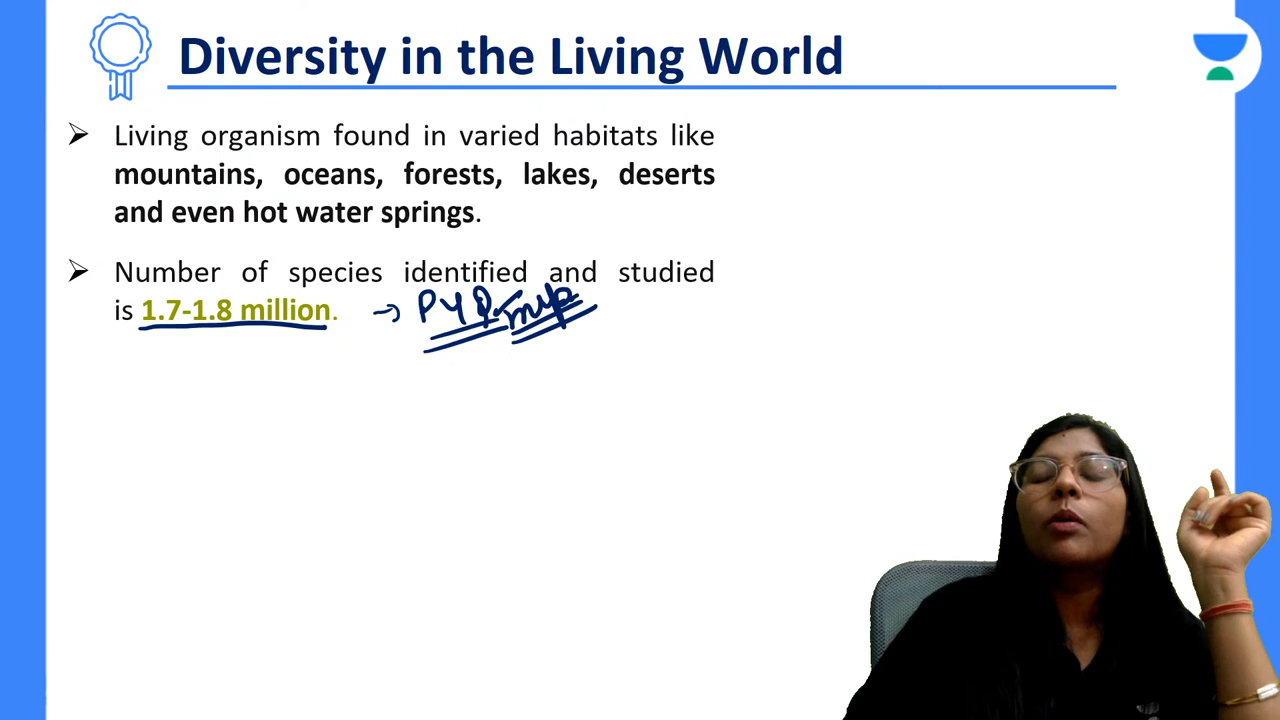 Diversity in the Living World
➤ Living organism found in varied habitats like
mountains, oceans, forests, lakes, deserts
and even hot water springs.
➤ Number of species identified and studied
is 1.7-1.8 million. → PYQ